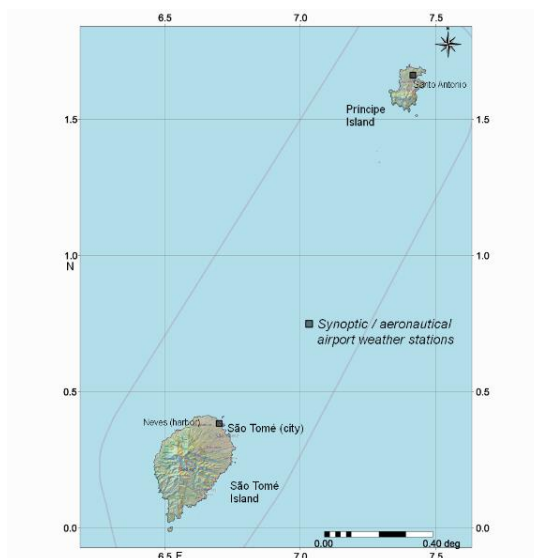 6.5
7.0
7.5
Santo Antonio
Principe
Island
1.5
1.5
1.0
1.0
N
Synoptic / aeronautical
airport weather stations
0.5
0.5
Neves (harbor)
São Tomé (city)
São Tomé
Island
0.0
0.0
0.00
0.40 deg
6.5 E
7.0
7.5